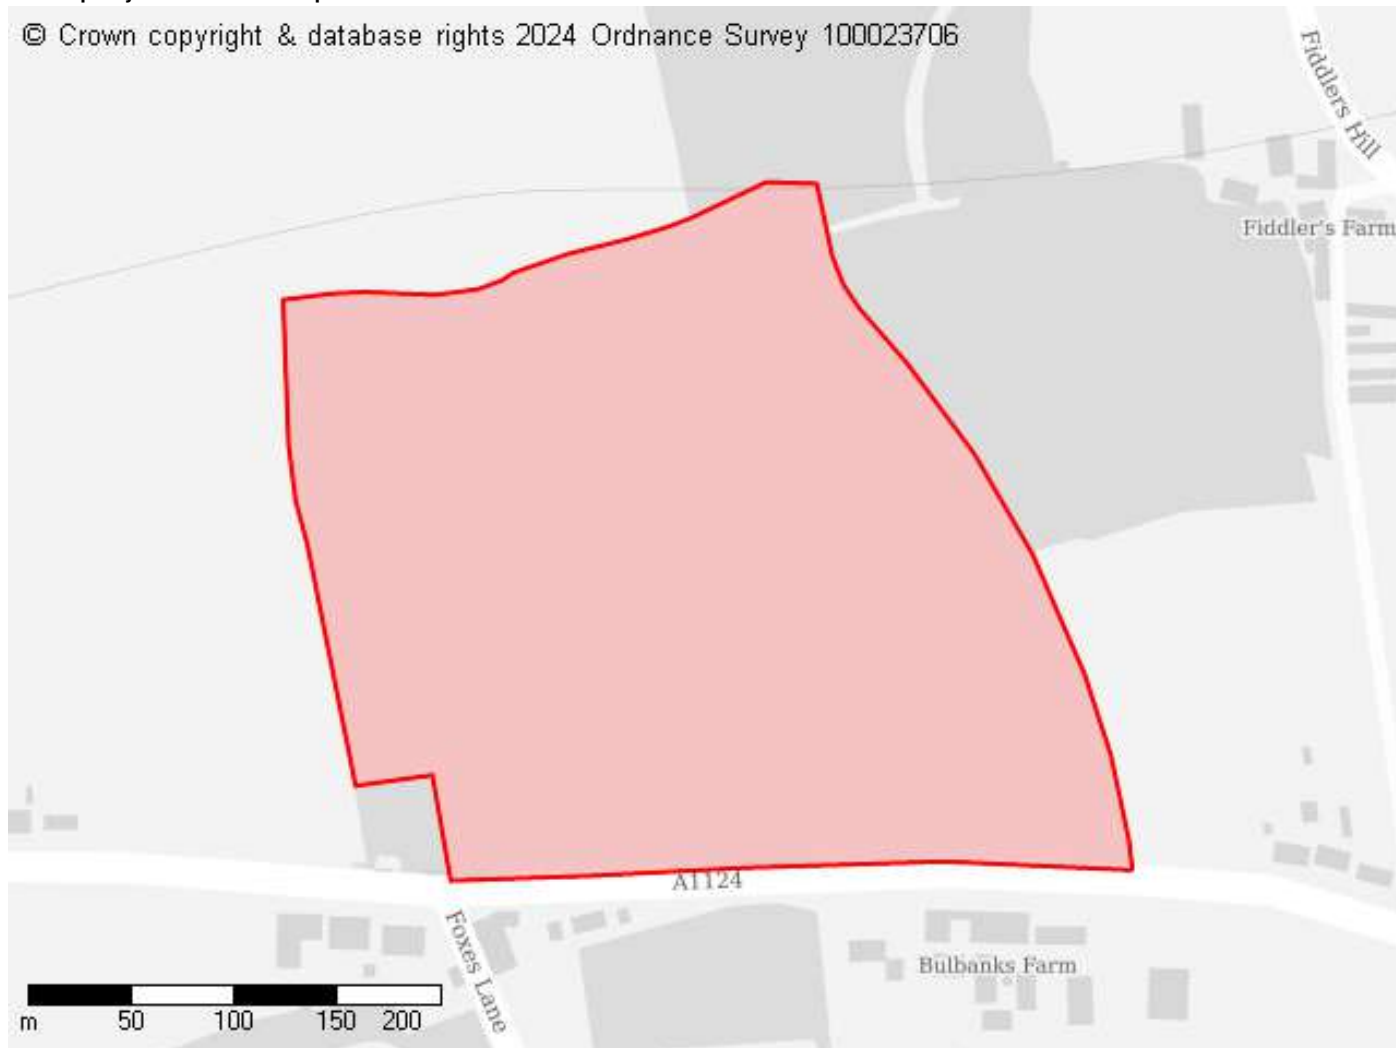 © Crown copyright & database rights 2024 Ordnance Survey 100023706
Fiddlers Hill
Fiddler's Farm
A1124
Foxes Lane
Bulbanks Farm
m 50 100 150 200